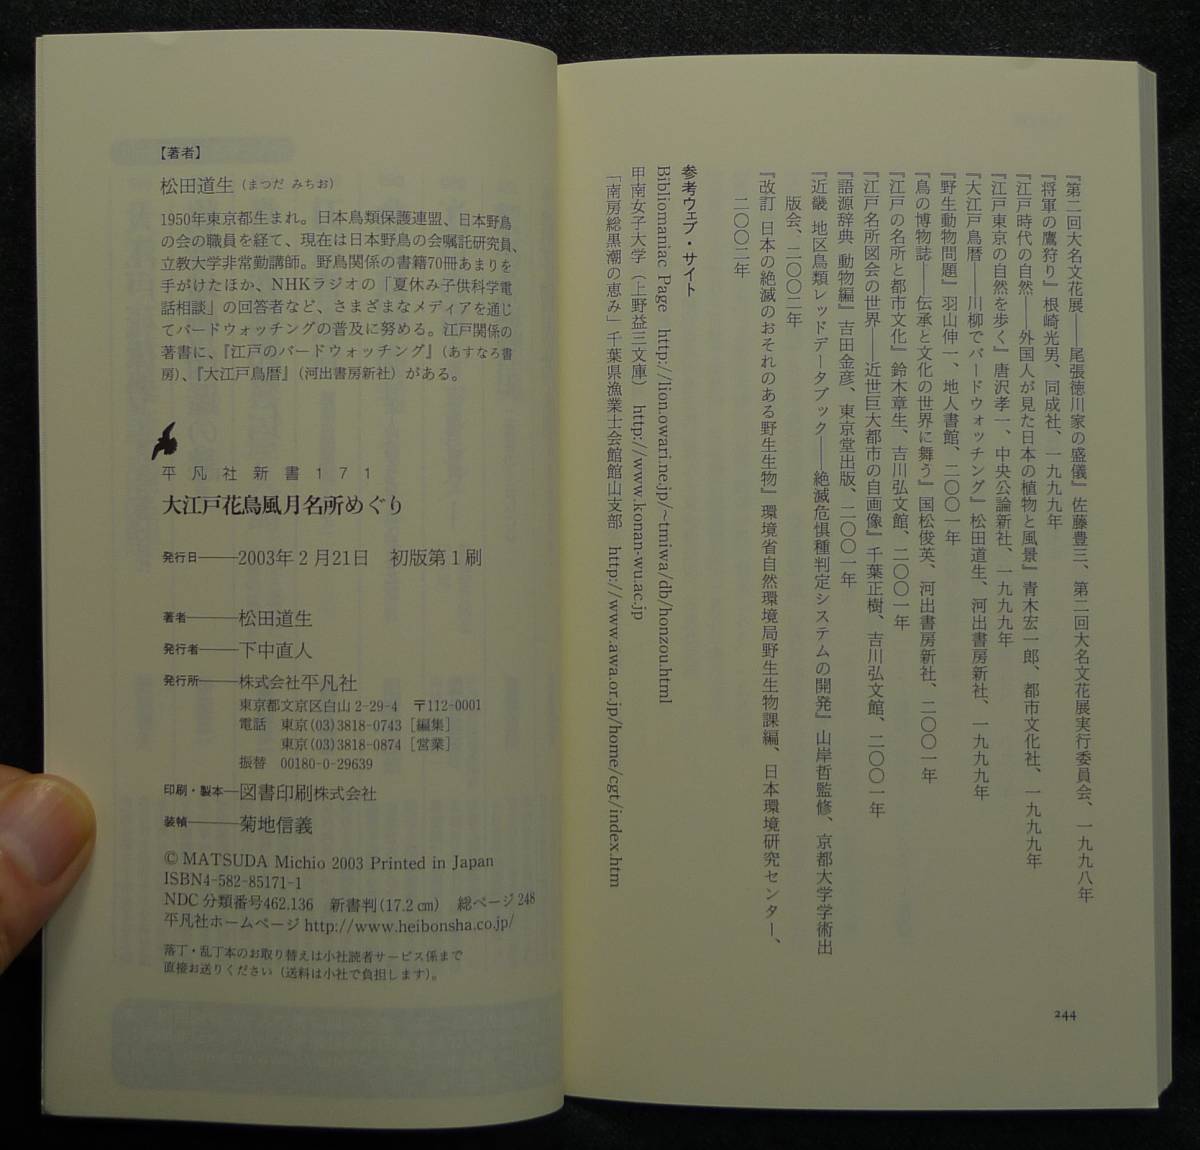 『第二回大名文花展――尾張徳川家の盛儀』佐藤豊三、第二回大名文花展実行委員会、一九九八年
『将軍の鷹狩り』根崎光男、同成社、一九九九年
『江戸時代の自然――外国人が見た日本の植物と風景』青木宏一郎、都市文化社、一九九九年
『江戸東京の自然を歩く』唐沢孝一、中央公論新社、一九九九年
『大江戸鳥暦――川柳でバードウォッチング』松田道生、河出書房新社、一九九九年
『野生動物問題』羽山伸一、地人書館、二〇〇一年
『鳥の博物誌――伝承と文化の世界に舞う』国松俊英、河出書房新社、二〇〇一年
『江戸の名所と都市文化』鈴木章生、吉川弘文館、二〇〇一年
『江戸名所図会の世界――近世巨大都市の自画像』千葉正樹、吉川弘文館、二〇〇一年
『語源辞典 動物編』吉田金彦、東京堂出版、二〇〇一年
『近畿 地区鳥類レッドデータブック――絶滅危惧種判定システムの開発』山岸哲監修、京都大学学術出
版会、二〇〇二年
『改訂 日本の絶滅のおそれのある野生生物』環境省自然環境局野生生物課編、日本環境研究センター、
二〇〇二年
参考ウェブ・サイト
Bibliomaniac Page http://lion.owari.ne.jp/~tmiwa/db/honzou.html
甲南女子大学（上野益三文庫）http://www.konan-wu.ac.jp
「南房総黒潮の恵み」千葉県漁業士会館館山支部 http://www.awa.or.jp/home/cgt/index.htm
244
【著者】
松田道生（まつだ みちお）
1950年東京都生まれ。日本鳥類保護連盟、日本野鳥
の会の職員を経て、現在は日本野鳥の会嘱託研究員、
立教大学非常勤講師。野鳥関係の書籍70冊あまりを
手がけたほか、NHKラジオの「夏休み子供科学電
話相談」の回答者など、さまざまなメディアを通じ
てバードウォッチングの普及に努める。江戸関係の
著書に、『江戸のバードウォッチング』（あすなろ書
房）、『大江戸鳥暦』（河出書房新社）がある。
平凡社新書171
大江戸花鳥風月名所めぐり
発行日――2003年2月21日 初版第1刷
著者――松田道生
発行者――下中直人
発行所――株式会社平凡社
東京都文京区白山2-29-4 〒112-0001
電話 東京(03)3818-0743［編集］
東京(03)3818-0874［営業］
振替 00180-0-29639
印刷・製本―図書印刷株式会社
装幀――菊地信義
© MATSUDA Michio 2003 Printed in Japan
ISBN4-582-85171-1
NDC分類番号462.136 新書判(17.2cm) 総ページ248
平凡社ホームページ http://www.heibonsha.co.jp/
落丁・乱丁本のお取り替えは小社読者サービス係まで
直接お送りください（送料は小社で負担します）。